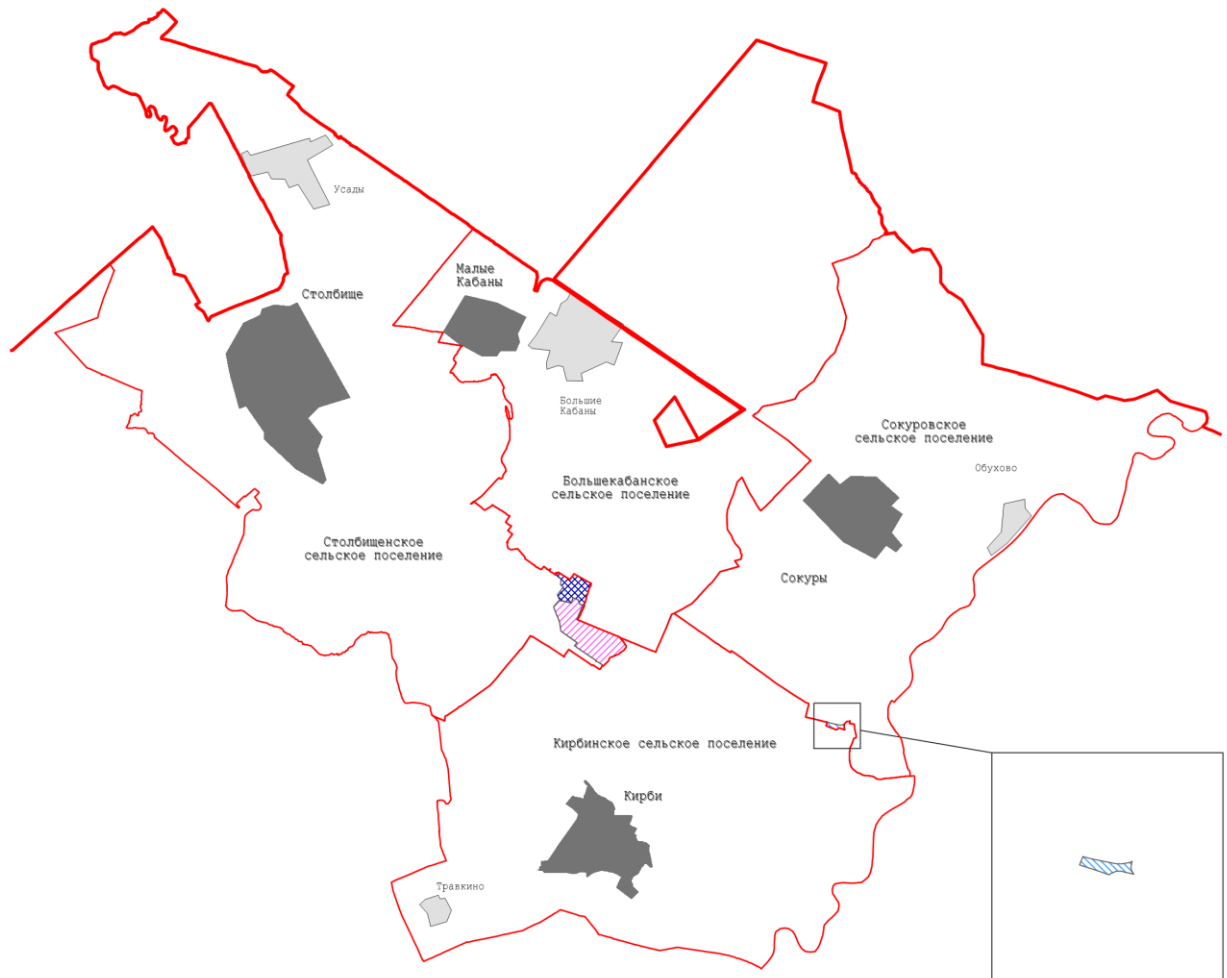 Усады
Малые
Кабаны
Столбище
Большие
Кабаны
Сокуровское
сельское поселение
Обухово
Большекабанское
сельское поселение
Столбищенское
сельское поселение
Сокуры
Кирбинское сельское поселение
Кирби
Травкино